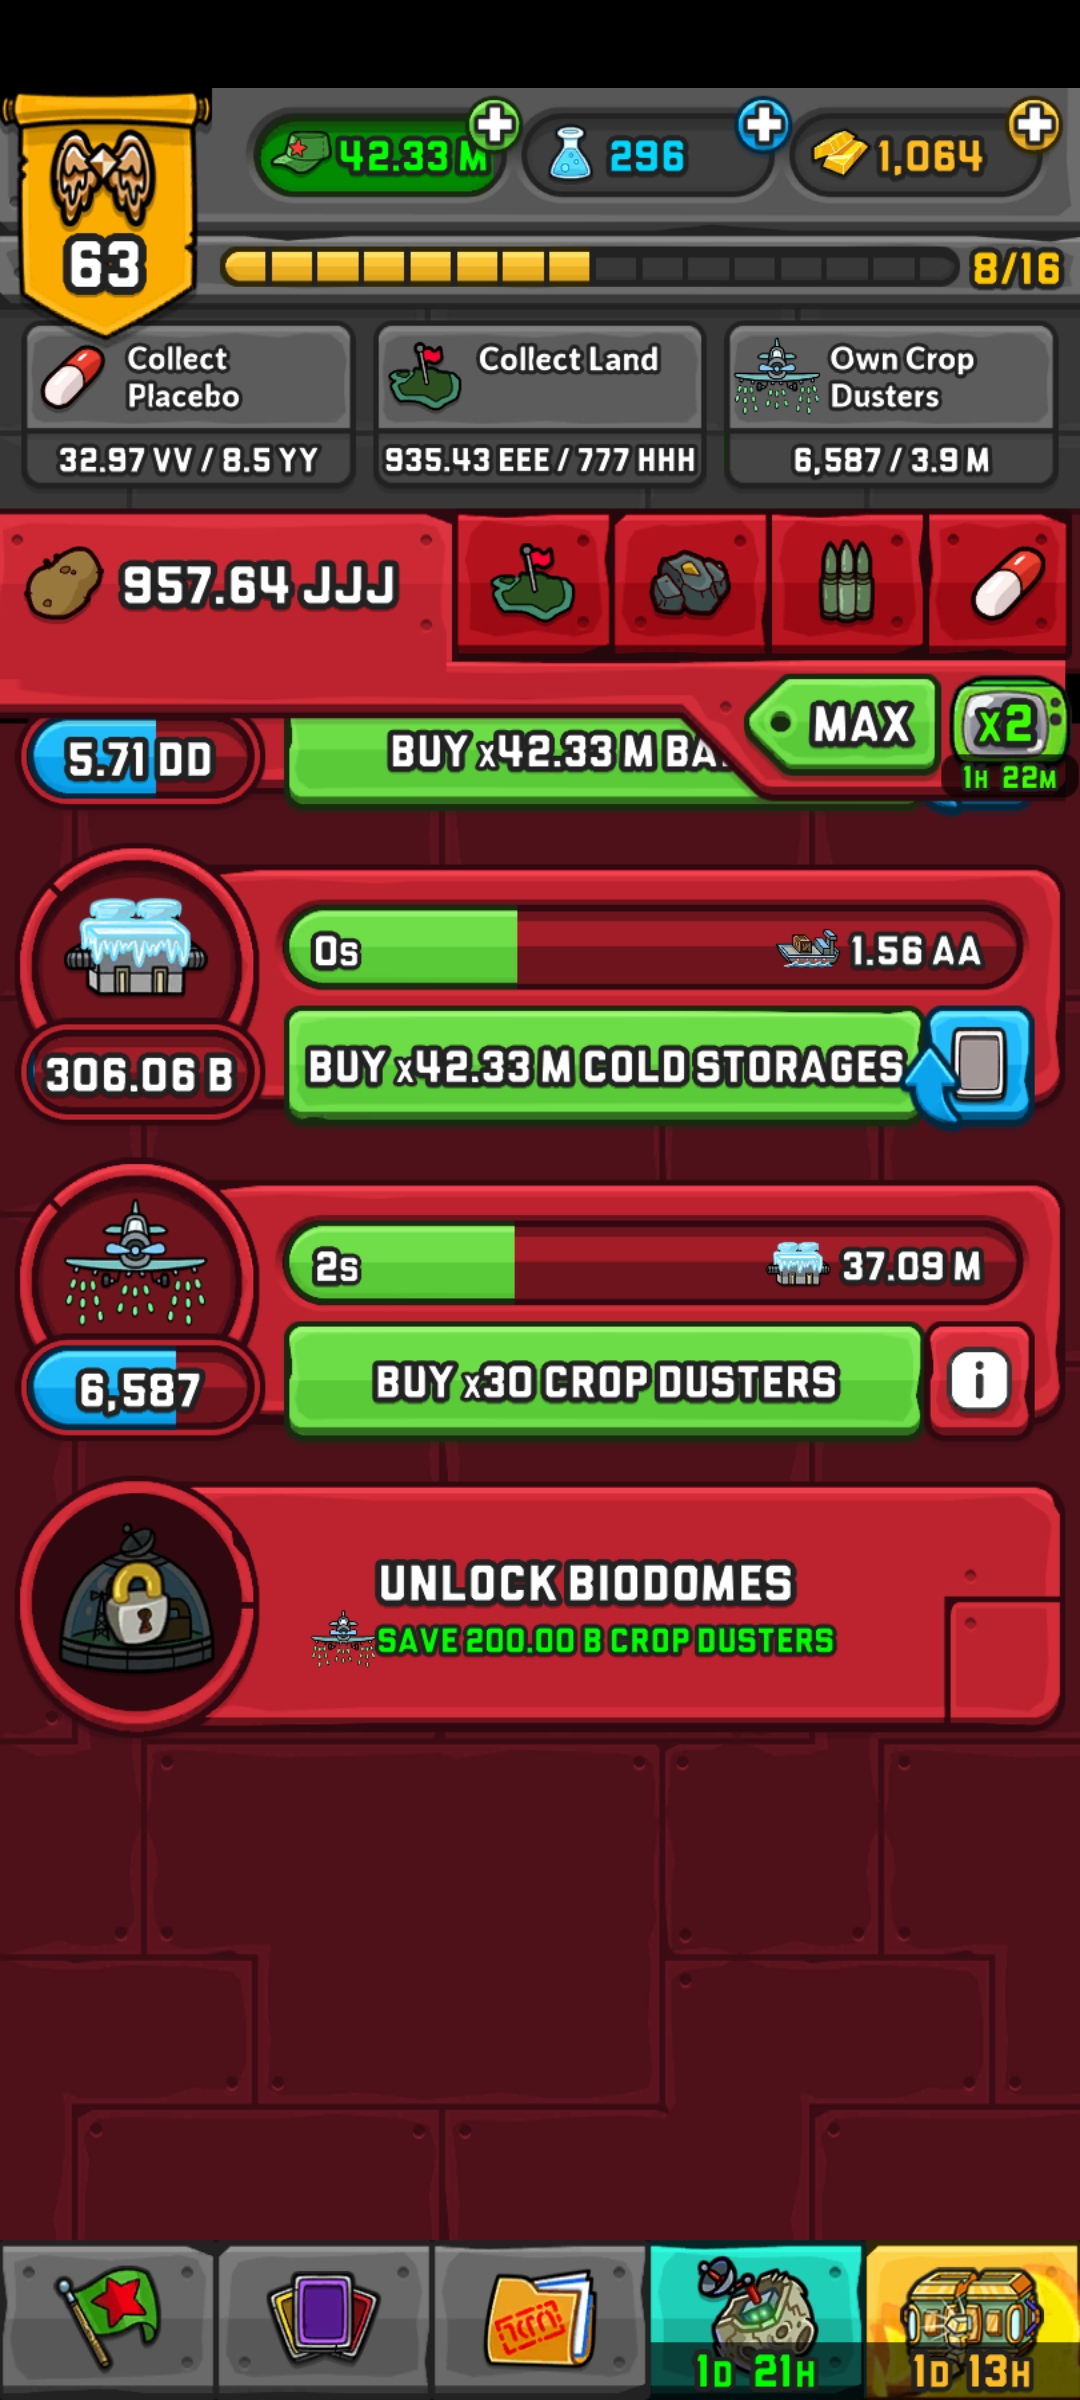 42.33 M
296
1,064
63
8/16
Collect
Placebo
32.97 VV / 8.5 YY
Collect Land
935.43 EEE / 777 HHH
Own Crop
Dusters
6,587 / 3.9 M
957.64 JJJ
MAX
X2
1H 22M
5.71 DD
BUY x42.33 M BA
0s
1.56 AA
306.06 B
BUY x42.33 M COLD STORAGES
2s
37.09 M
6,587
BUY x30 CROP DUSTERS
i
UNLOCK BIODOMES
SAVE 200.00 B CROP DUSTERS
1D 21H
1D 13H